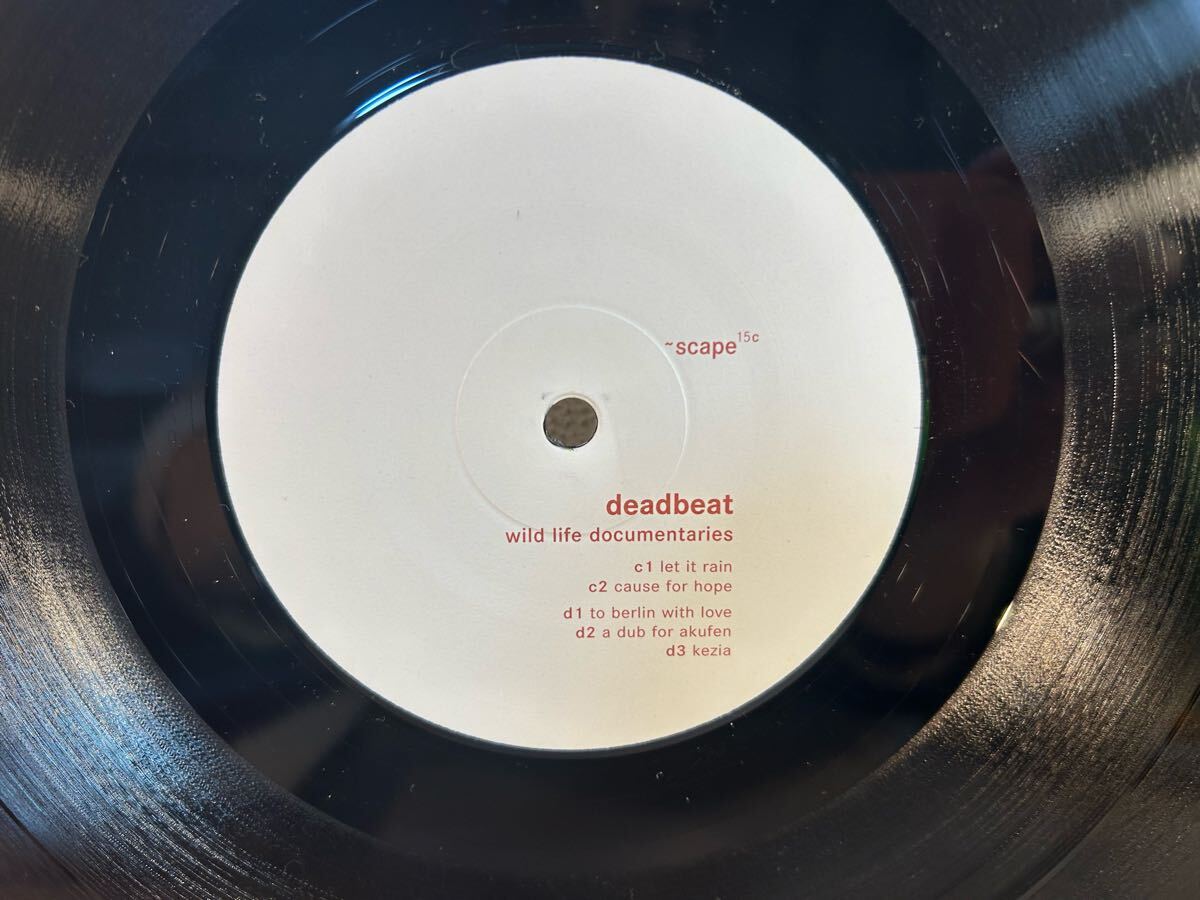 ~scape15c
deadbeat
wild life documentaries
c1 let it rain
c2 cause for hope
d1 to berlin with love
d2 a dub for akufen
d3 kezia